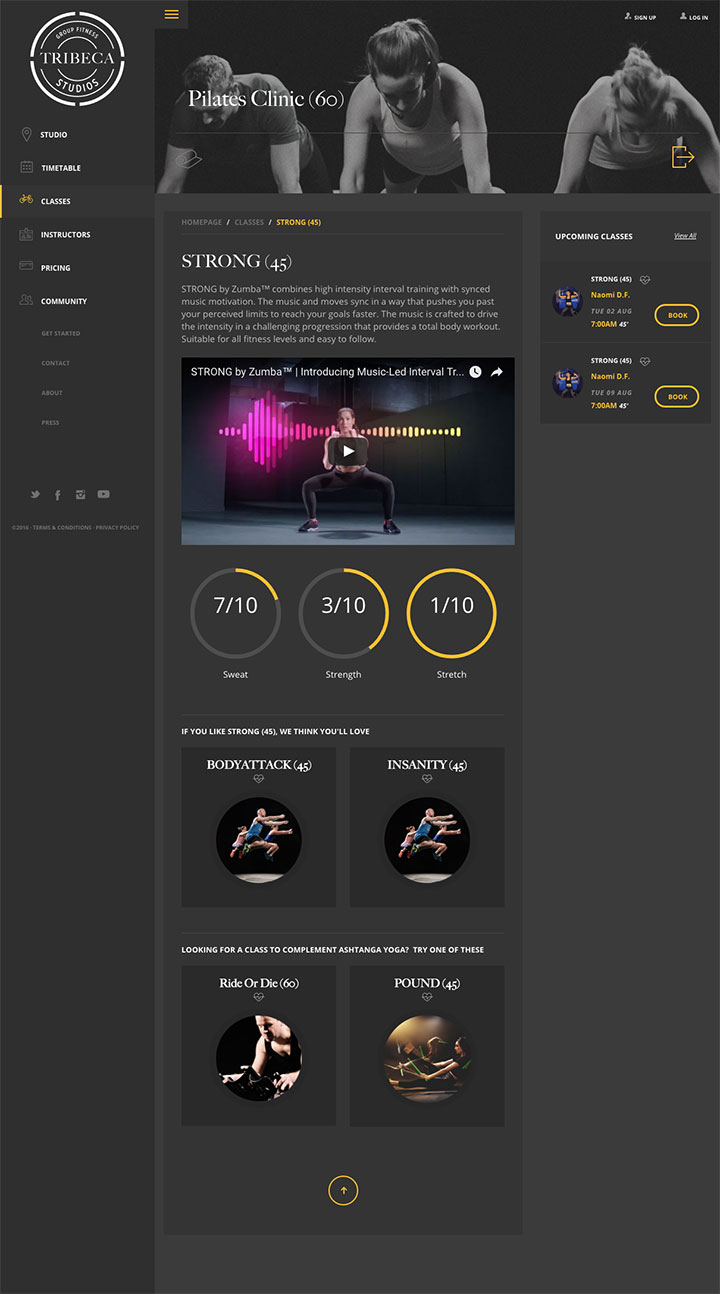 GROUP FITNESS
TRIBECA
STUDIOS
STUDIO
TIMETABLE
CLASSES
INSTRUCTORS
PRICING
COMMUNITY
GET STARTED
CONTACT
ABOUT
PRESS
©2016 · TERMS & CONDITIONS · PRIVACY POLICY
SIGN UP
LOG IN
Pilates Clinic (60)
HOMEPAGE / CLASSES / STRONG (45)
STRONG (45)
STRONG by Zumba™ combines high intensity interval training with synced
music motivation. The music and moves sync in a way that pushes you past
your perceived limits to reach your goals faster. The music is crafted to drive
the intensity in a challenging progression that provides a total body workout.
Suitable for all fitness levels and easy to follow.
STRONG by Zumba™ | Introducing Music-Led Interval Tr...
7/10
3/10
1/10
Sweat
Strength
Stretch
IF YOU LIKE STRONG (45), WE THINK YOU'LL LOVE
BODYATTACK (45)
INSANITY (45)
LOOKING FOR A CLASS TO COMPLEMENT ASHTANGA YOGA? TRY ONE OF THESE
Ride Or Die (60)
POUND (45)
UPCOMING CLASSES
View All
STRONG (45)
Naomi D.F.
TUE 02 AUG
7:00AM 45'
BOOK
STRONG (45)
Naomi D.F.
TUE 09 AUG
7:00AM 45'
BOOK